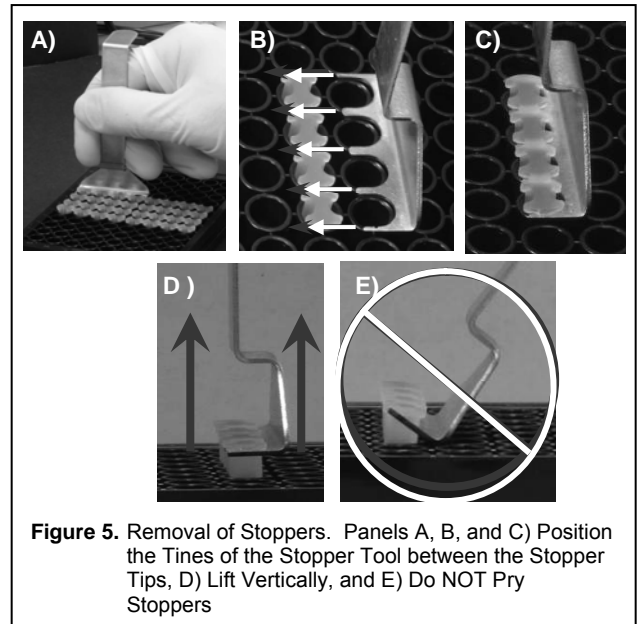 A)
B)
C)
D )
E)
Figure 5. Removal of Stoppers. Panels A, B, and C) Position
the Tines of the Stopper Tool between the Stopper
Tips, D) Lift Vertically, and E) Do NOT Pry
Stoppers